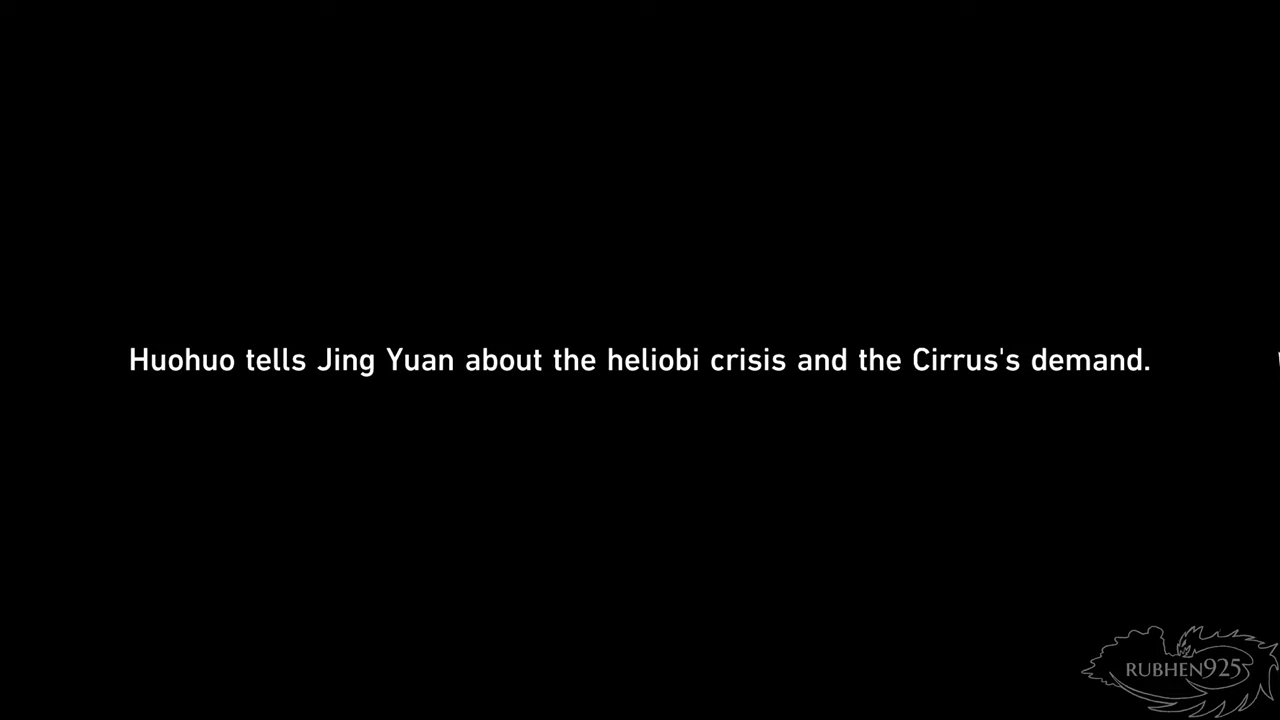 Huohuo tells Jing Yuan about the heliobi crisis and the Cirrus's demand.
RUBHEN925